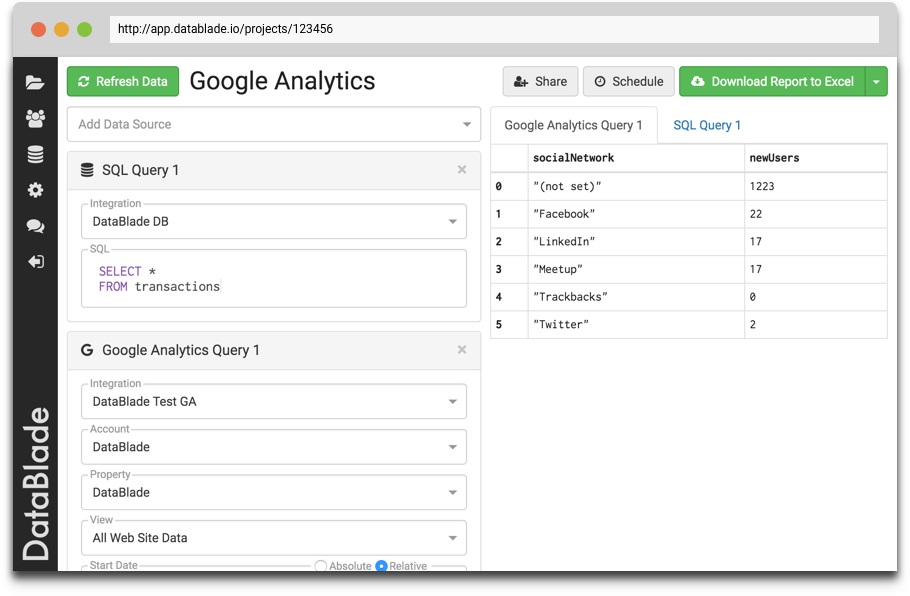 http://app.datablade.io/projects/123456
Refresh Data
Google Analytics
Share
Schedule
Download Report to Excel
Add Data Source
SQL Query 1
Integration
DataBlade DB
SQL
SELECT *
FROM transactions
Google Analytics Query 1
Integration
DataBlade Test GA
Account
DataBlade
Property
DataBlade
View
All Web Site Data
Start Date Absolute Relative
Google Analytics Query 1 SQL Query 1
socialNetwork newUsers
0 "(not set)" 1223
1 "Facebook" 22
2 "LinkedIn" 17
3 "Meetup" 17
4 "Trackbacks" 0
5 "Twitter" 2
DataBlade